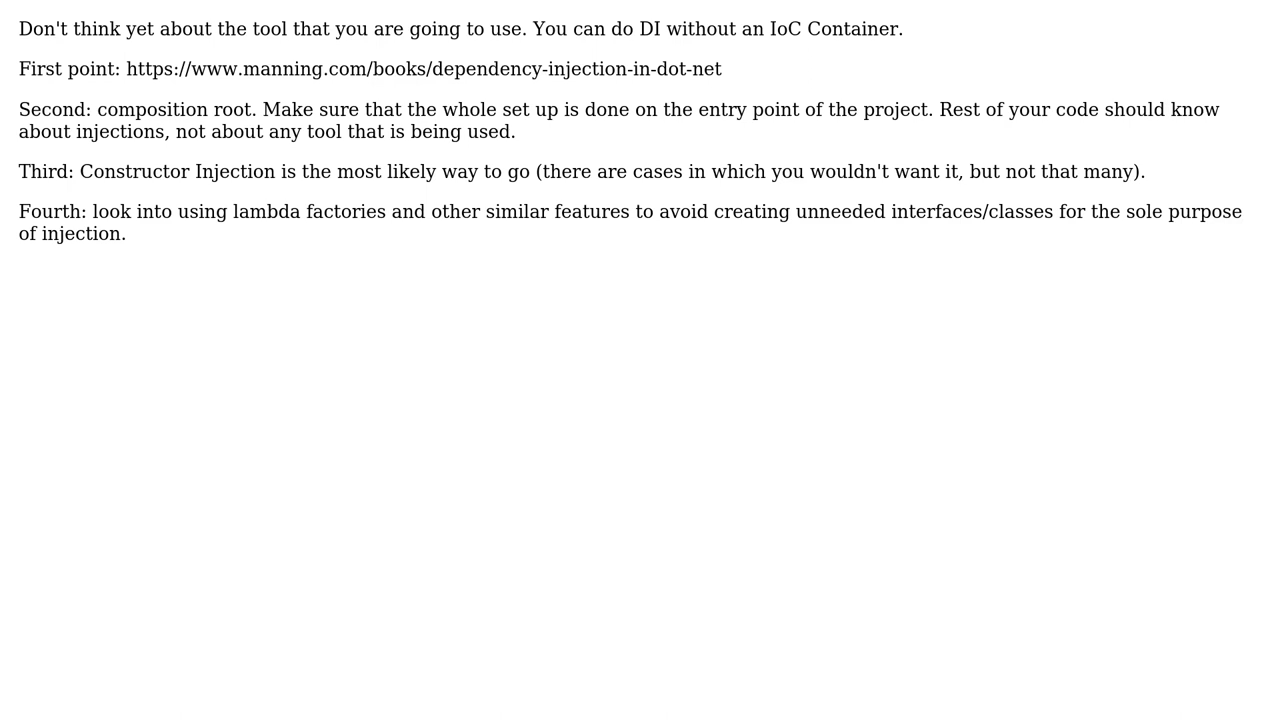 Don't think yet about the tool that you are going to use. You can do DI without an IoC Container.
First point: https://www.manning.com/books/dependency-injection-in-dot-net
Second: composition root. Make sure that the whole set up is done on the entry point of the project. Rest of your code should know
about injections, not about any tool that is being used.
Third: Constructor Injection is the most likely way to go (there are cases in which you wouldn't want it, but not that many).
Fourth: look into using lambda factories and other similar features to avoid creating unneeded interfaces/classes for the sole purpose
of injection.